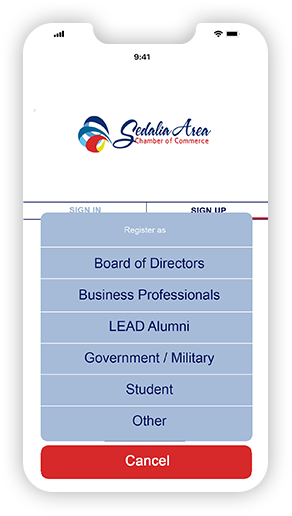 9:41
Sedalia Area
Chamber of Commerce
SIGN IN SIGN UP
Register as
Board of Directors
Business Professionals
LEAD Alumni
Government / Military
Student
Other
Cancel